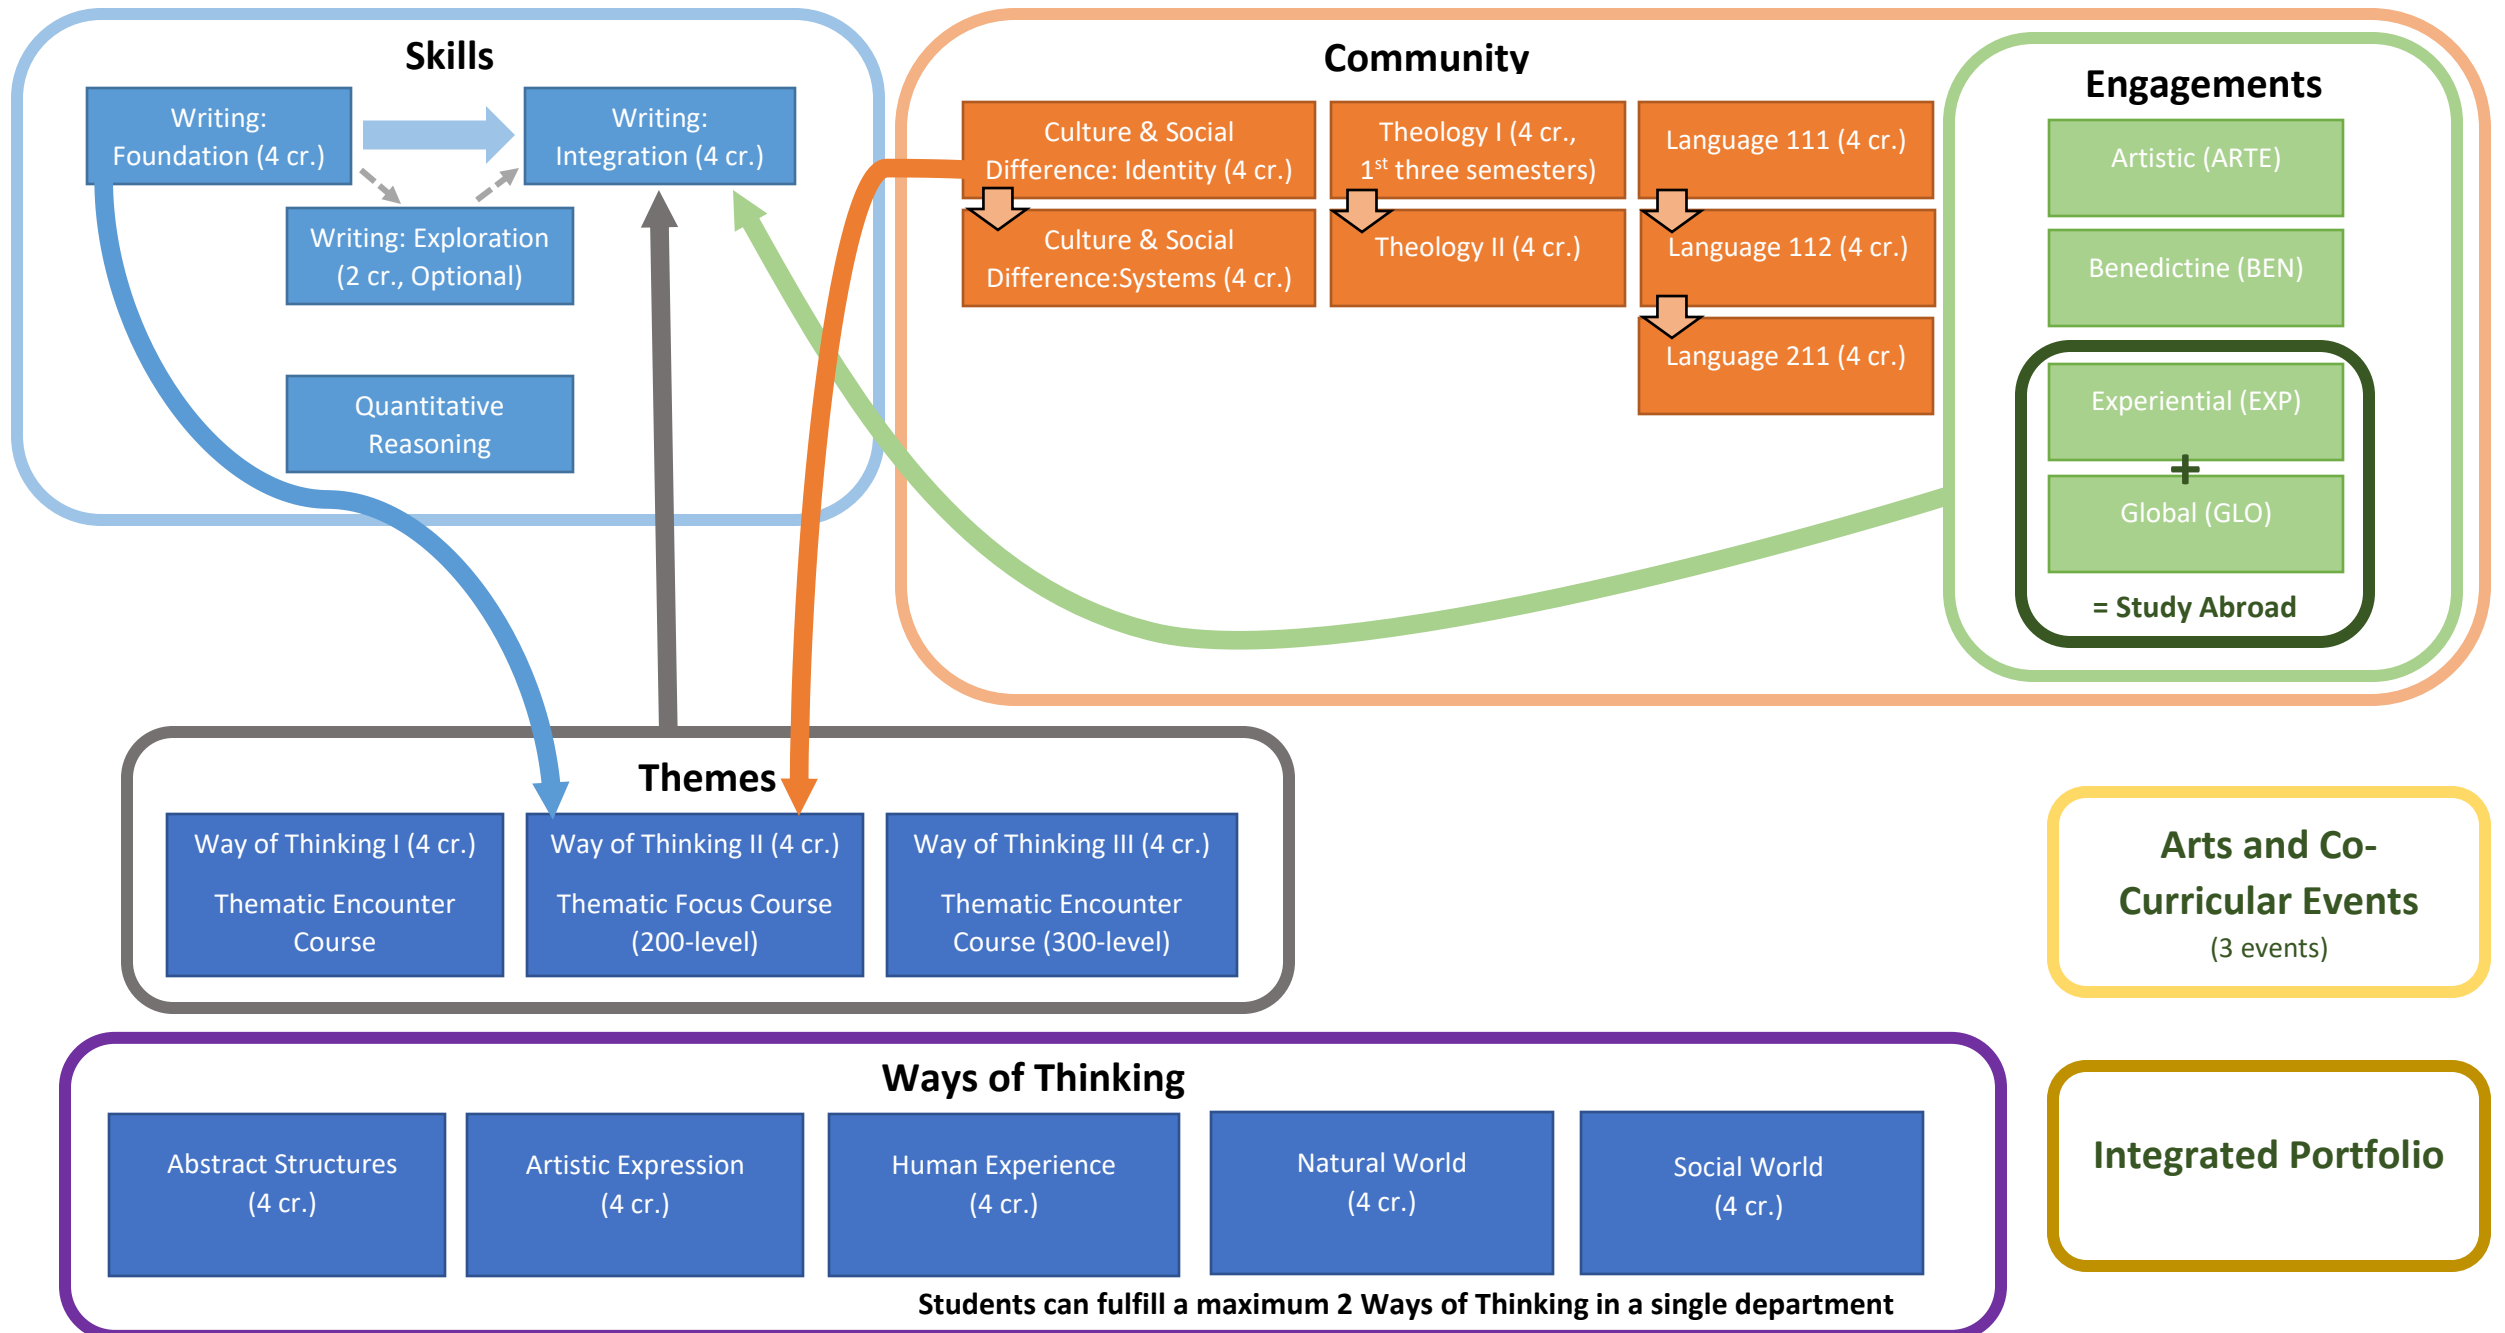 Skills
Writing:
Foundation (4 cr.)
Writing:
Integration (4 cr.)
Writing: Exploration
(2 cr., Optional)
Quantitative
Reasoning
Community
Culture & Social
Difference: Identity (4 cr.)
Culture & Social
Difference:Systems (4 cr.)
Theology I (4 cr.,
1st three semesters)
Theology II (4 cr.)
Language 111 (4 cr.)
Language 112 (4 cr.)
Language 211 (4 cr.)
Engagements
Artistic (ARTE)
Benedictine (BEN)
Experiential (EXP)
+
Global (GLO)
= Study Abroad
Themes
Way of Thinking I (4 cr.)
Thematic Encounter
Course
Way of Thinking II (4 cr.)
Thematic Focus Course
(200-level)
Way of Thinking III (4 cr.)
Thematic Encounter
Course (300-level)
Arts and Co-
Curricular Events
(3 events)
Ways of Thinking
Abstract Structures
(4 cr.)
Artistic Expression
(4 cr.)
Human Experience
(4 cr.)
Natural World
(4 cr.)
Social World
(4 cr.)
Students can fulfill a maximum 2 Ways of Thinking in a single department
Integrated Portfolio